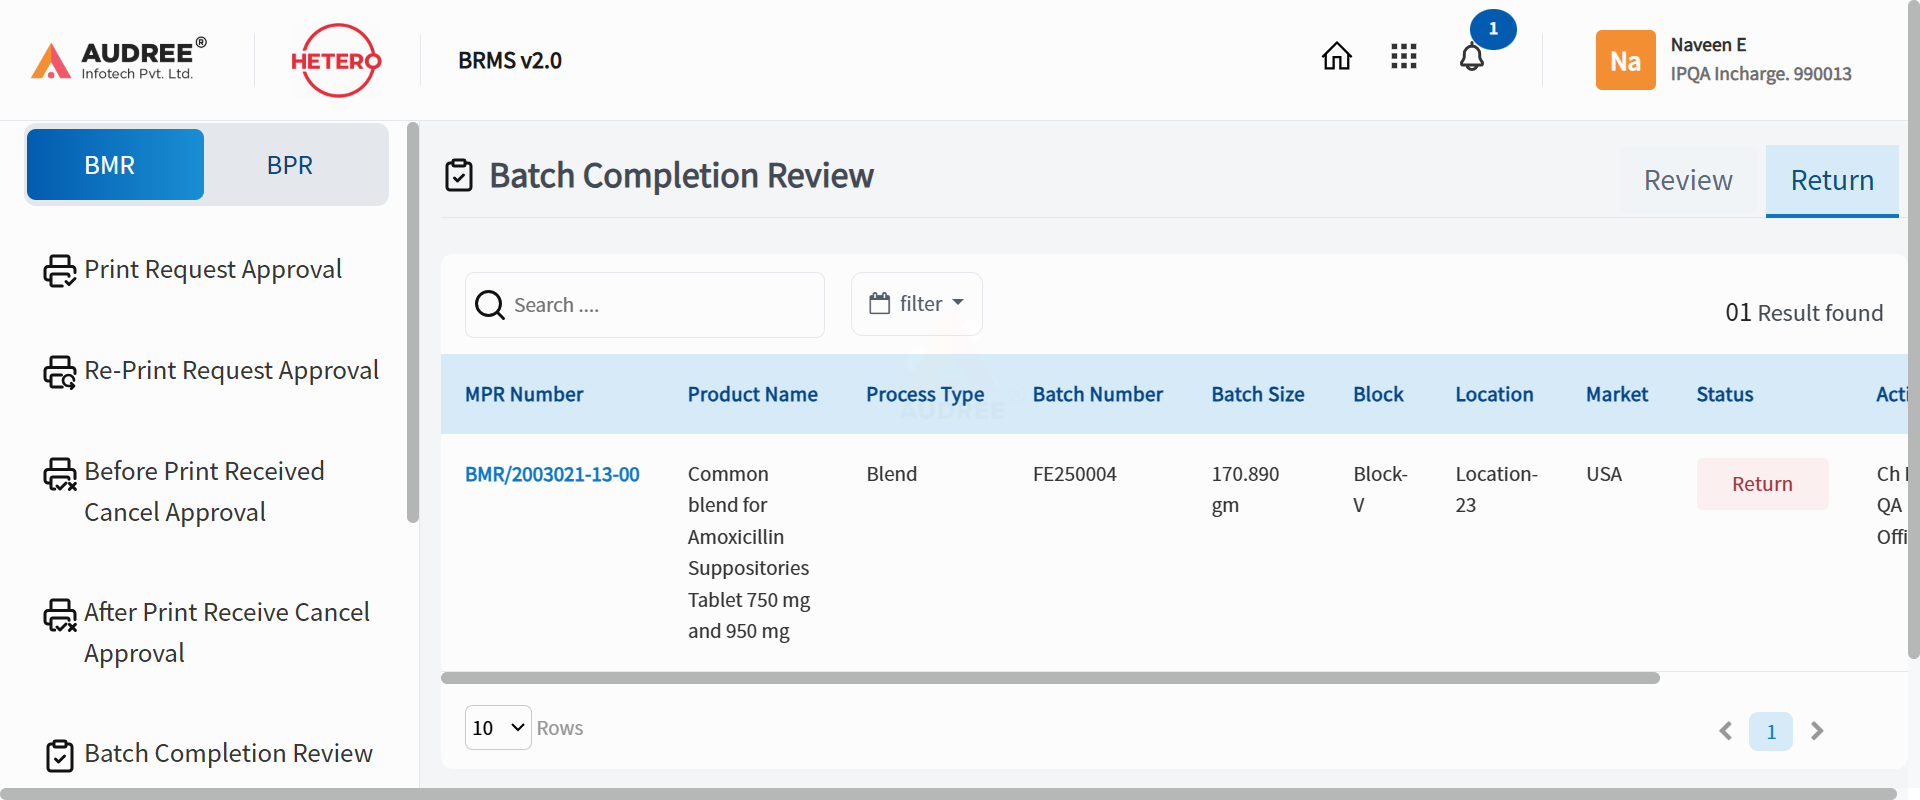 AUDREE®
Infotech Pvt. Ltd.
HETERO
BRMS v2.0
1
Na
Naveen E
IPQA Incharge. 990013
BMR
BPR
Print Request Approval
Re-Print Request Approval
Before Print Received
Cancel Approval
After Print Receive Cancel
Approval
Batch Completion Review
Batch Completion Review
Review
Return
Search ....
filter
01 Result found
AUDREE
MPR Number
Product Name
Process Type
Batch Number
Batch Size
Block
Location
Market
Status
Acti
BMR/2003021-13-00
Common
blend for
Amoxicillin
Suppositories
Tablet 750 mg
and 950 mg
Blend
FE250004
170.890
gm
Block-
V
Location-
23
USA
Return
Ch
QA
Offi
10
Rows
1